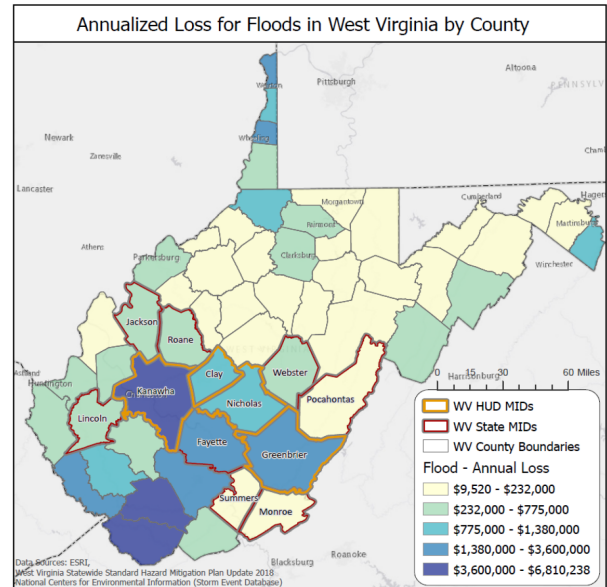 Annualized Loss for Floods in West Virginia by County
Altoona
Pittsburgh
PENNSYLV
Newark
Wheeling
Zanesville
Lancaster
Morgantown
Cumberland
Hagers
Fairmont
Martinsburg
Athens
Clarksburg
Parkersburg
Winchester
Jackson
Roane
Harrisonburg
Huntington
Kanawha
Clay
Webster
Nicholas
Pocahontas
Lincoln
Fayette
Greenbrier
Summers
Monroe
Blacksburg
Roanoke
0 15 30 60 Miles
WV HUD MIDs
WV State MIDs
WV County Boundaries
Flood - Annual Loss
$9,520 - $232,000
$232,000 - $775,000
$775,000 - $1,380,000
$1,380,000 - $3,600,000
$3,600,000 - $6,810,238
Data Sources: ESRI,
West Virginia Statewide Standard Hazard Mitigation Plan Update 2018
National Centers for Environmental Information (Storm Event Database)